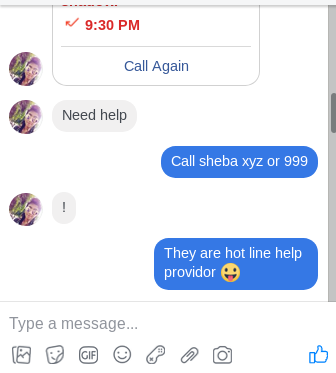 9:30 PM
Call Again
Need help
Call sheba xyz or 999
!
They are hot line help
providor 😛
Type a message...
GIF